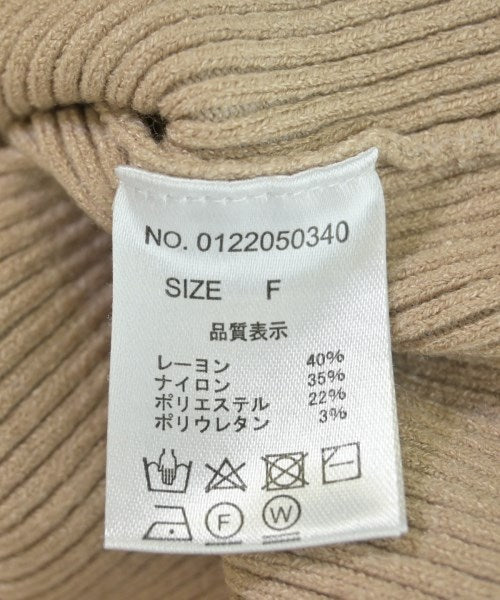 NO. 0122050340
SIZE F
品質表示
レーヨン 40%
ナイロン 35%
ポリエステル 22%
ポリウレタン 3%
F W